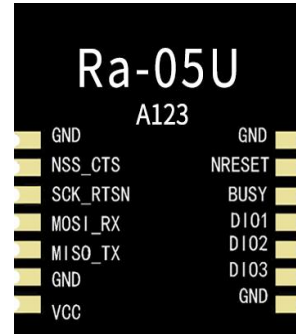 Ra-05U
A123
GND GND
NSS_CTS NRESET
SCK_RTSN BUSY
MOSI_RX DIO1
MISO_TX DIO2
GND DIO3
VCC GND